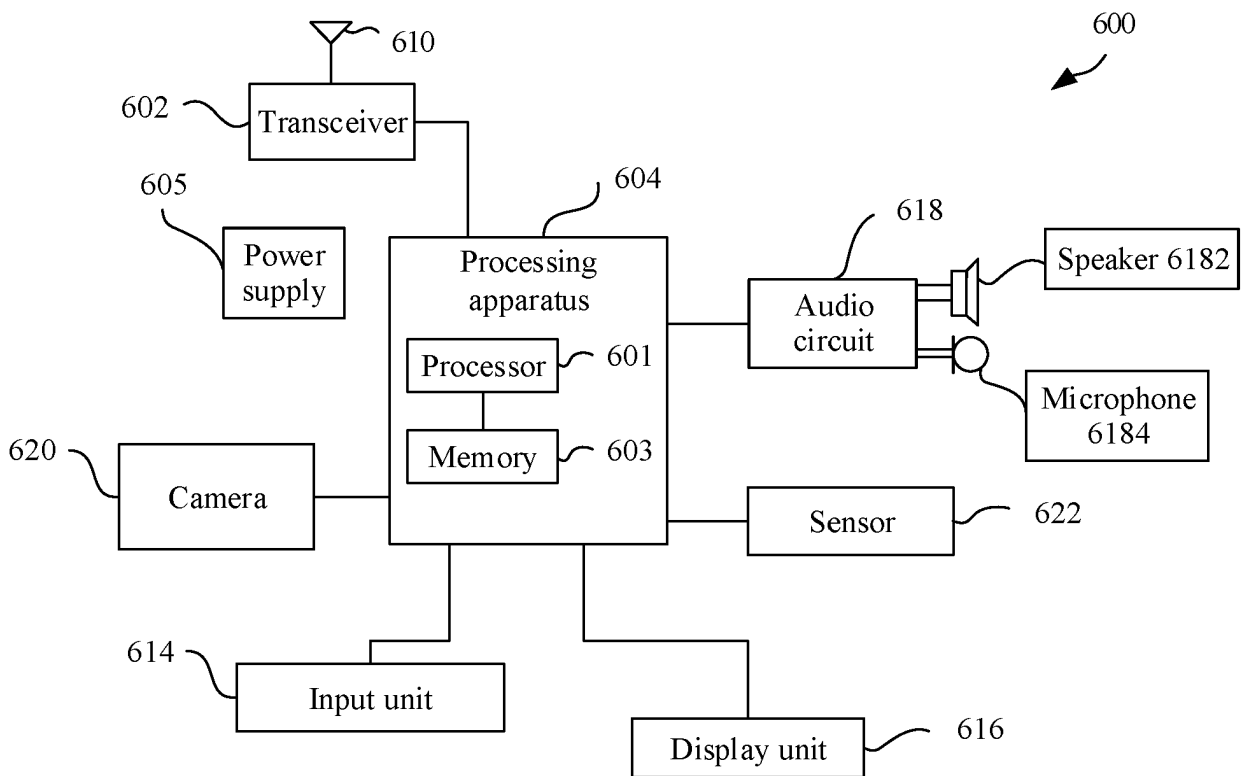 610
600
602
Transceiver
605
604
618
Power
supply
Processing
apparatus
Speaker 6182
Audio
circuit
Processor
601
Microphone
6184
Memory
603
620
Camera
Sensor
622
614
Input unit
Display unit
616